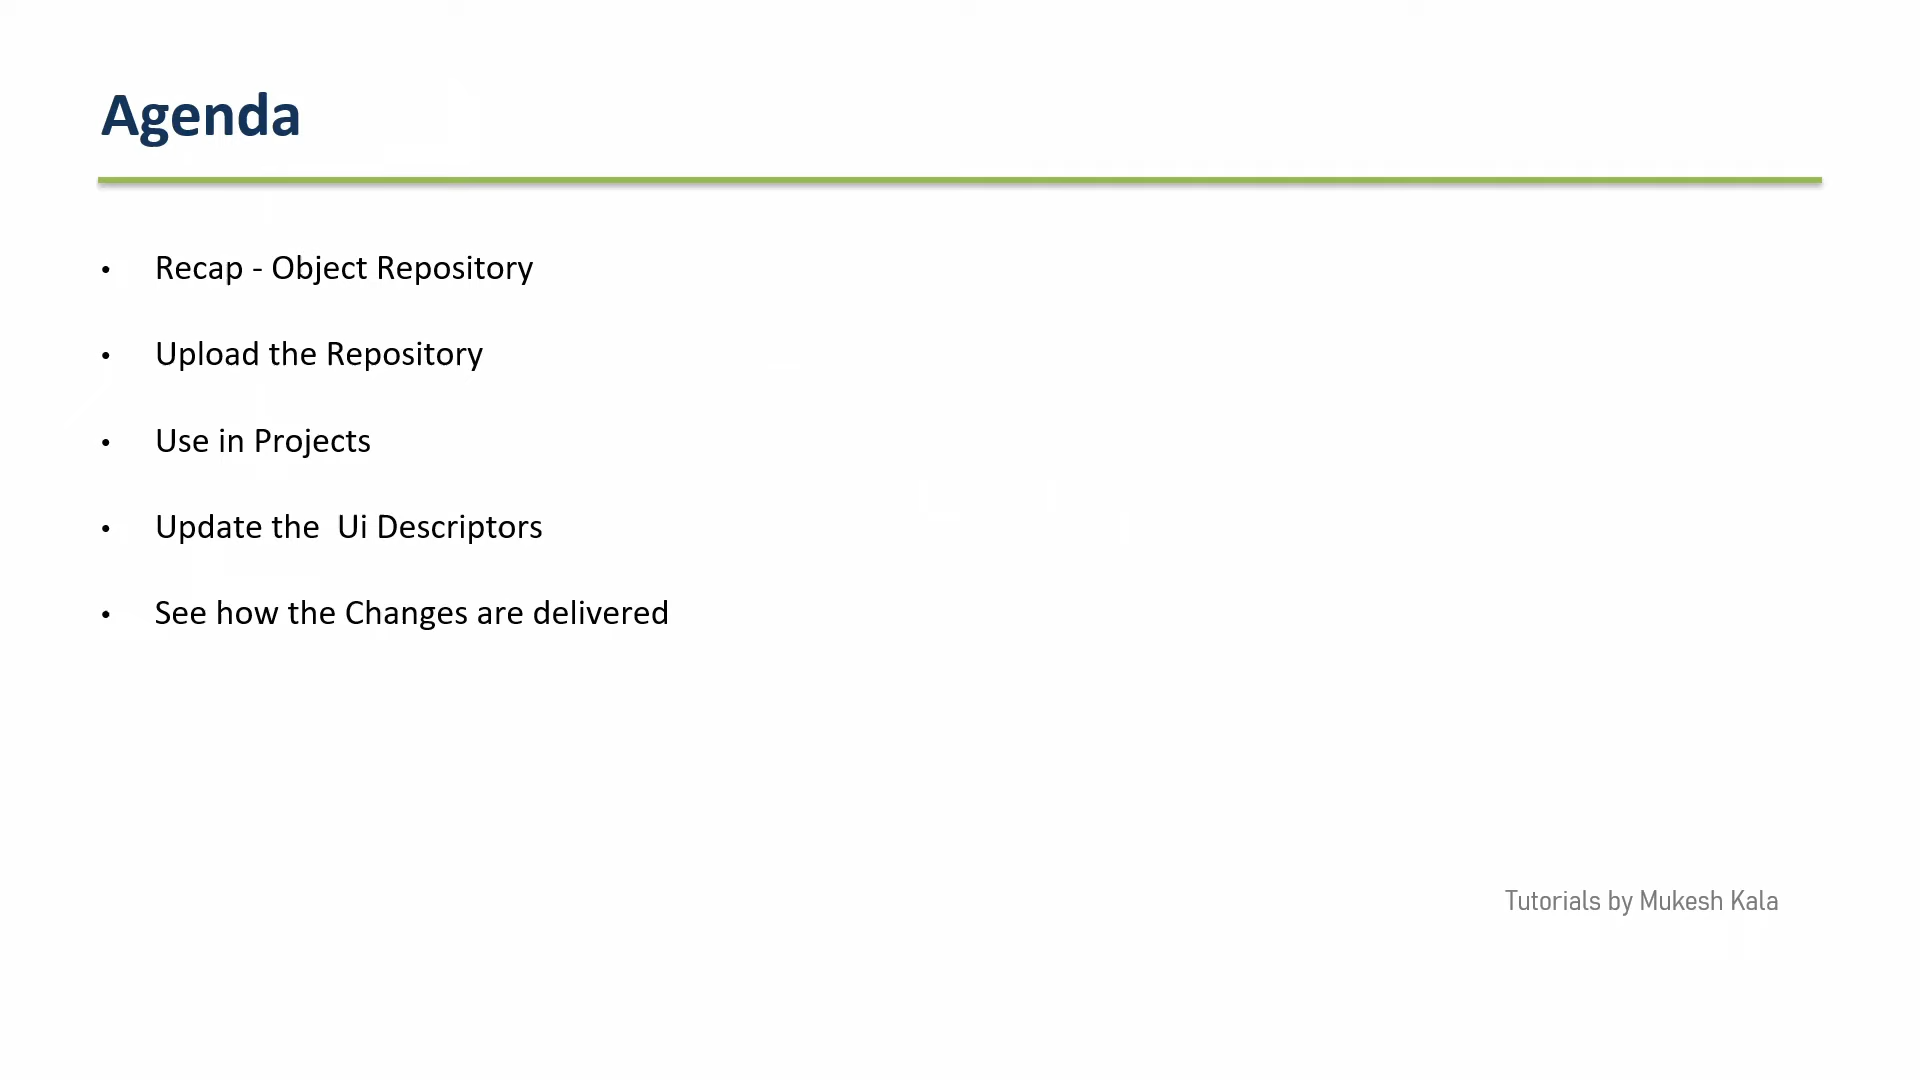 Agenda
• Recap - Object Repository
• Upload the Repository
• Use in Projects
• Update the  Ui Descriptors
• See how the Changes are delivered
Tutorials by Mukesh Kala